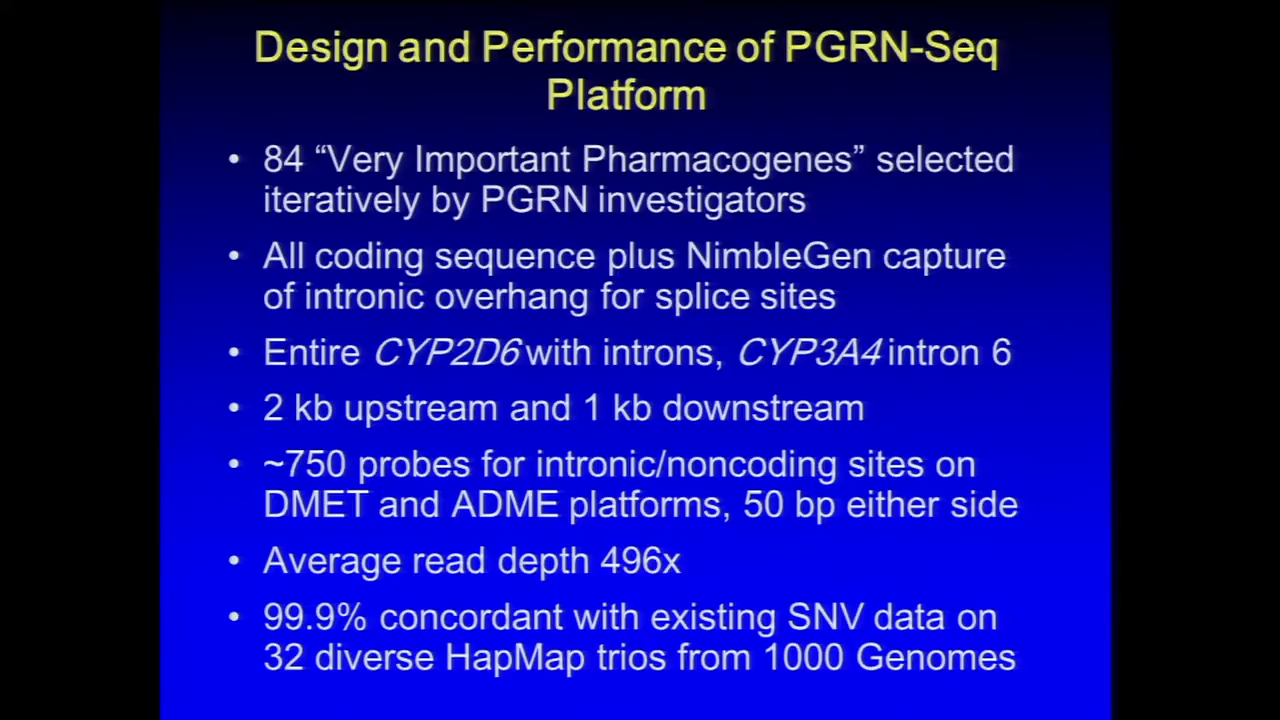 Design and Performance of PGRN-Seq
Platform
• 84 “Very Important Pharmacogenes” selected
iteratively by PGRN investigators
• All coding sequence plus NimbleGen capture
of intronic overhang for splice sites
• Entire CYP2D6 with introns, CYP3A4 intron 6
• 2 kb upstream and 1 kb downstream
• ~750 probes for intronic/noncoding sites on
DMET and ADME platforms, 50 bp either side
• Average read depth 496x
• 99.9% concordant with existing SNV data on
32 diverse HapMap trios from 1000 Genomes